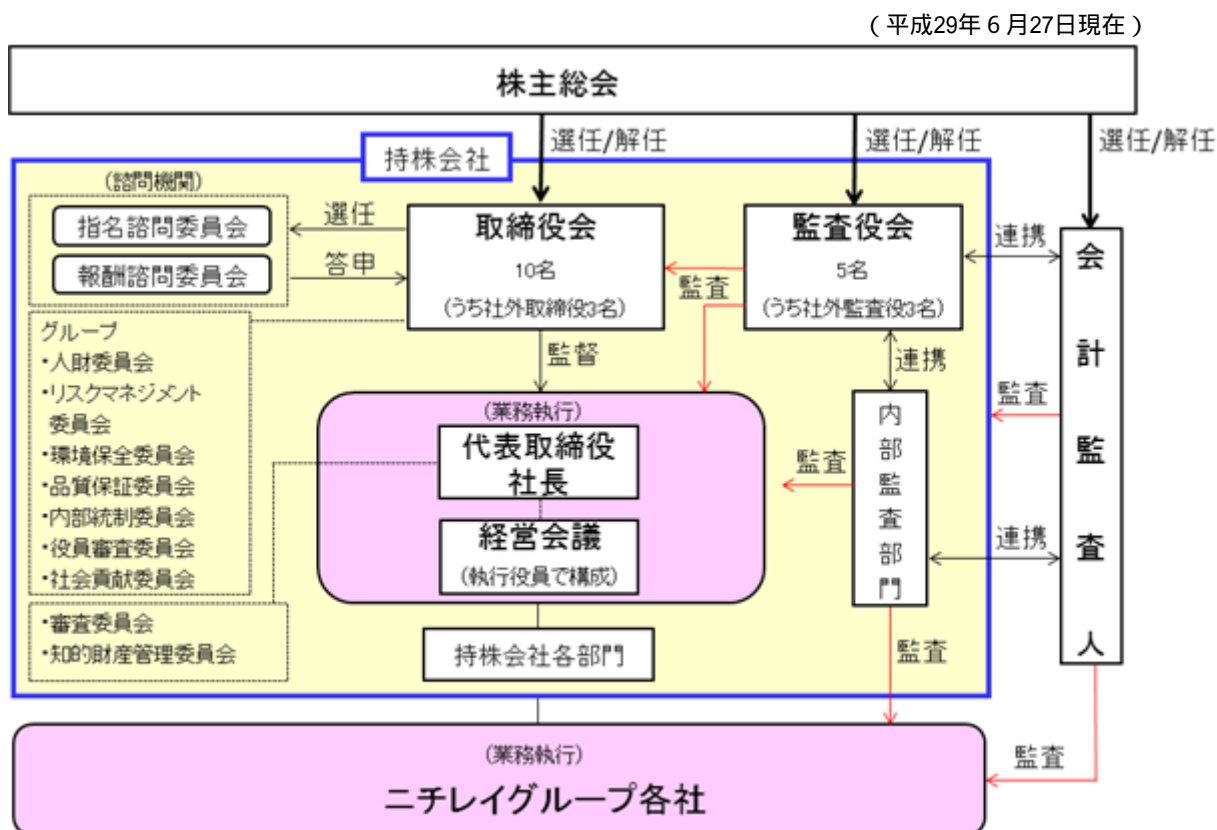 （平成29年６月27日現在）
株主総会
選任/解任
選任/解任
選任/解任
持株会社
(諮問機関)
指名諮問委員会
報酬諮問委員会
選任
答申
取締役会
10名
(うち社外取締役3名)
監査役会
5名
(うち社外監査役3名)
監査
連携
会計監査人
グループ
・人財委員会
・リスクマネジメント
委員会
・環境保全委員会
・品質保証委員会
・内部統制委員会
・役員審査委員会
・社会貢献委員会
監督
連携
(業務執行)
代表取締役
社長
経営会議
(執行役員で構成)
監査
内部監査部門
監査
連携
・審査委員会
・知的財産管理委員会
持株会社各部門
監査
監査
(業務執行)
ニチレイグループ各社